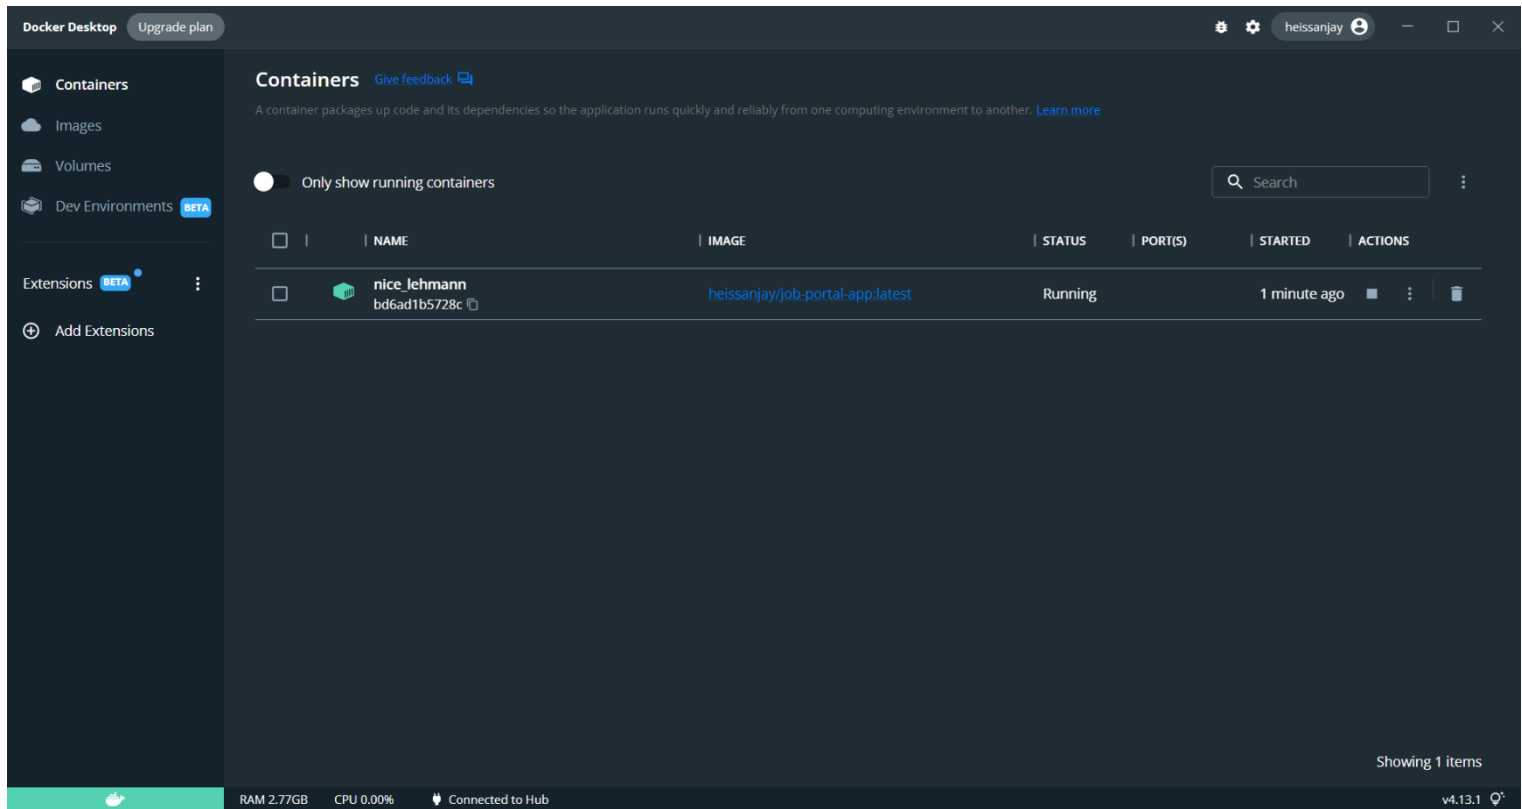 Docker Desktop Upgrade plan heissanjay
Containers
Images
Volumes
Dev Environments BETA
Extensions BETA
Add Extensions
Containers Give feedback
A container packages up code and its dependencies so the application runs quickly and reliably from one computing environment to another. Learn more
Only show running containers Search
NAME IMAGE STATUS PORT(S) STARTED ACTIONS
nice_lehmann
bd6ad1b5728c
heissanjay/job-portal-app:latest Running 1 minute ago
Showing 1 items
RAM 2.77GB CPU 0.00% Connected to Hub v4.13.1